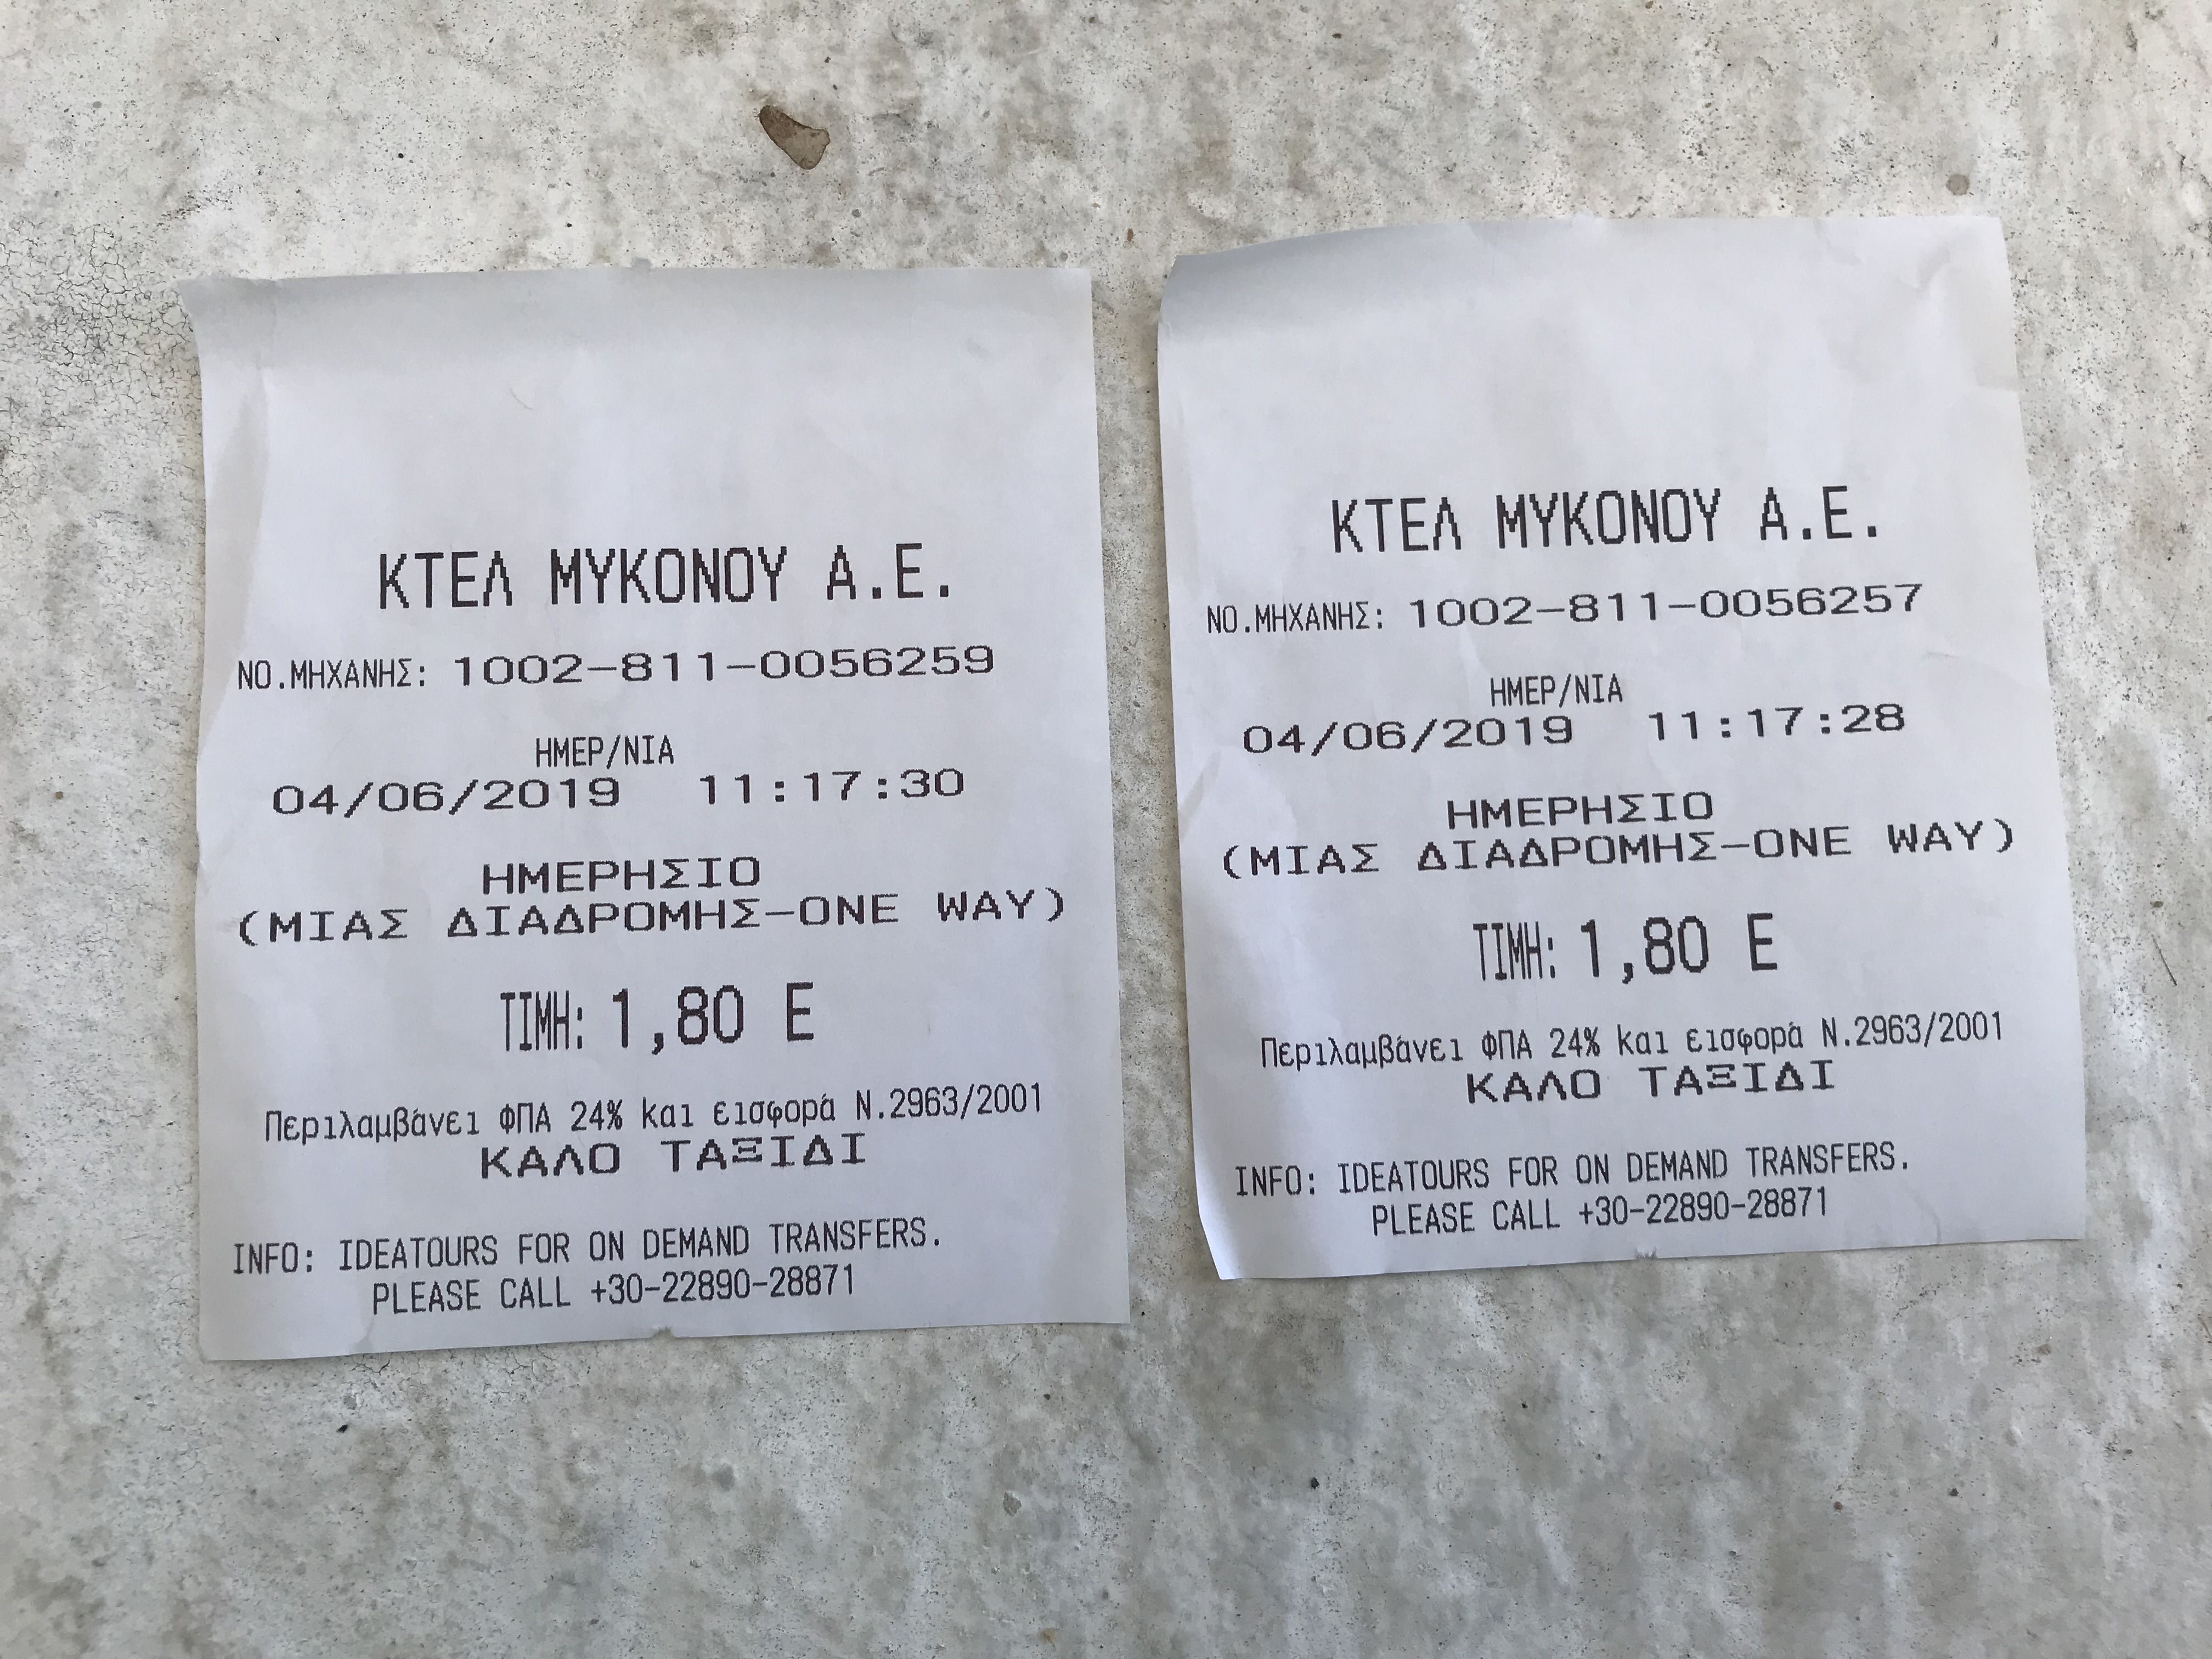 ΚΤΕΛ ΜΥΚΟΝΟΥ Α.Ε.
ΝΟ.ΜΗΧΑΝΗΣ: 1002-811-0056259
ΗΜΕΡ/ΝΙΑ
04/06/2019 11:17:30
ΗΜΕΡΗΣΙΟ
(ΜΙΑΣ ΔΙΑΔΡΟΜΗΣ-ONE WAY)
ΤΙΜΗ: 1,80 E
Περιλαμβάνει ΦΠΑ 24% και εισφορά Ν.2963/2001
ΚΑΛΟ ΤΑΞΙΔΙ
INFO: IDEATOURS FOR ON DEMAND TRANSFERS.
PLEASE CALL +30-22890-28871
ΚΤΕΛ ΜΥΚΟΝΟΥ Α.Ε.
ΝΟ.ΜΗΧΑΝΗΣ: 1002-811-0056257
ΗΜΕΡ/ΝΙΑ
04/06/2019 11:17:28
ΗΜΕΡΗΣΙΟ
(ΜΙΑΣ ΔΙΑΔΡΟΜΗΣ-ONE WAY)
ΤΙΜΗ: 1,80 E
Περιλαμβάνει ΦΠΑ 24% και εισφορά Ν.2963/2001
ΚΑΛΟ ΤΑΞΙΔΙ
INFO: IDEATOURS FOR ON DEMAND TRANSFERS.
PLEASE CALL +30-22890-28871